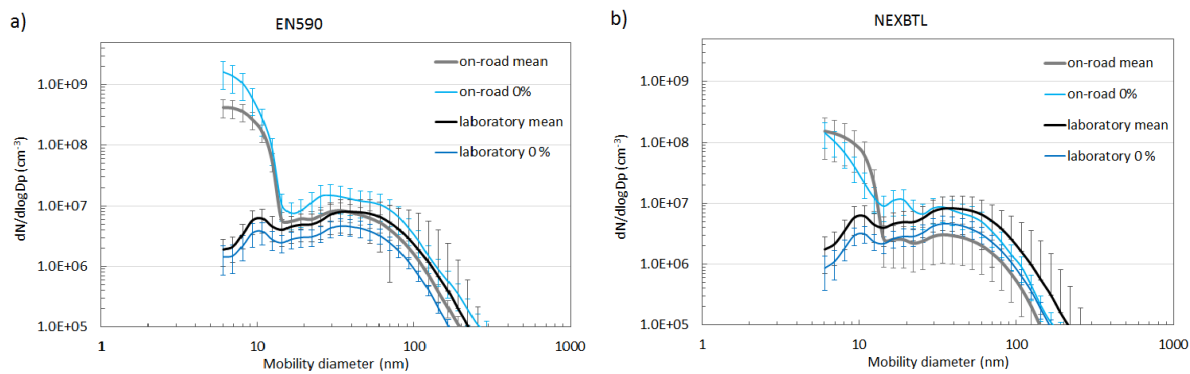 a)
EN590
dN/dlogDp (cm⁻³)
1.0E+09
1.0E+08
1.0E+07
1.0E+06
1.0E+05
on-road mean
on-road 0%
laboratory mean
laboratory 0 %
1
10
100
1000
Mobility diameter (nm)
b)
NEXBTL
dN/dlogDp (cm⁻³)
1.0E+09
1.0E+08
1.0E+07
1.0E+06
1.0E+05
on-road mean
on-road 0%
laboratory mean
laboratory 0 %
1
10
100
1000
Mobility diameter (nm)